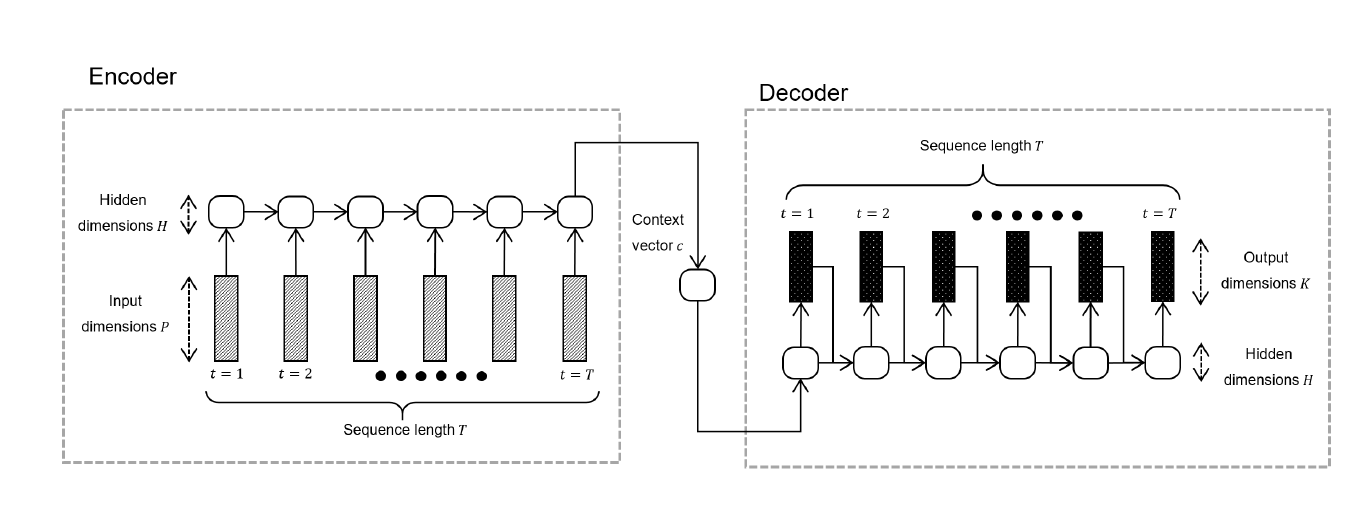 Encoder
Hidden
dimensions H
Input
dimensions P
t = 1
t = 2
t = T
Sequence length T
Context
vector c
Decoder
Sequence length T
t = 1
t = 2
t = T
Output
dimensions K
Hidden
dimensions H